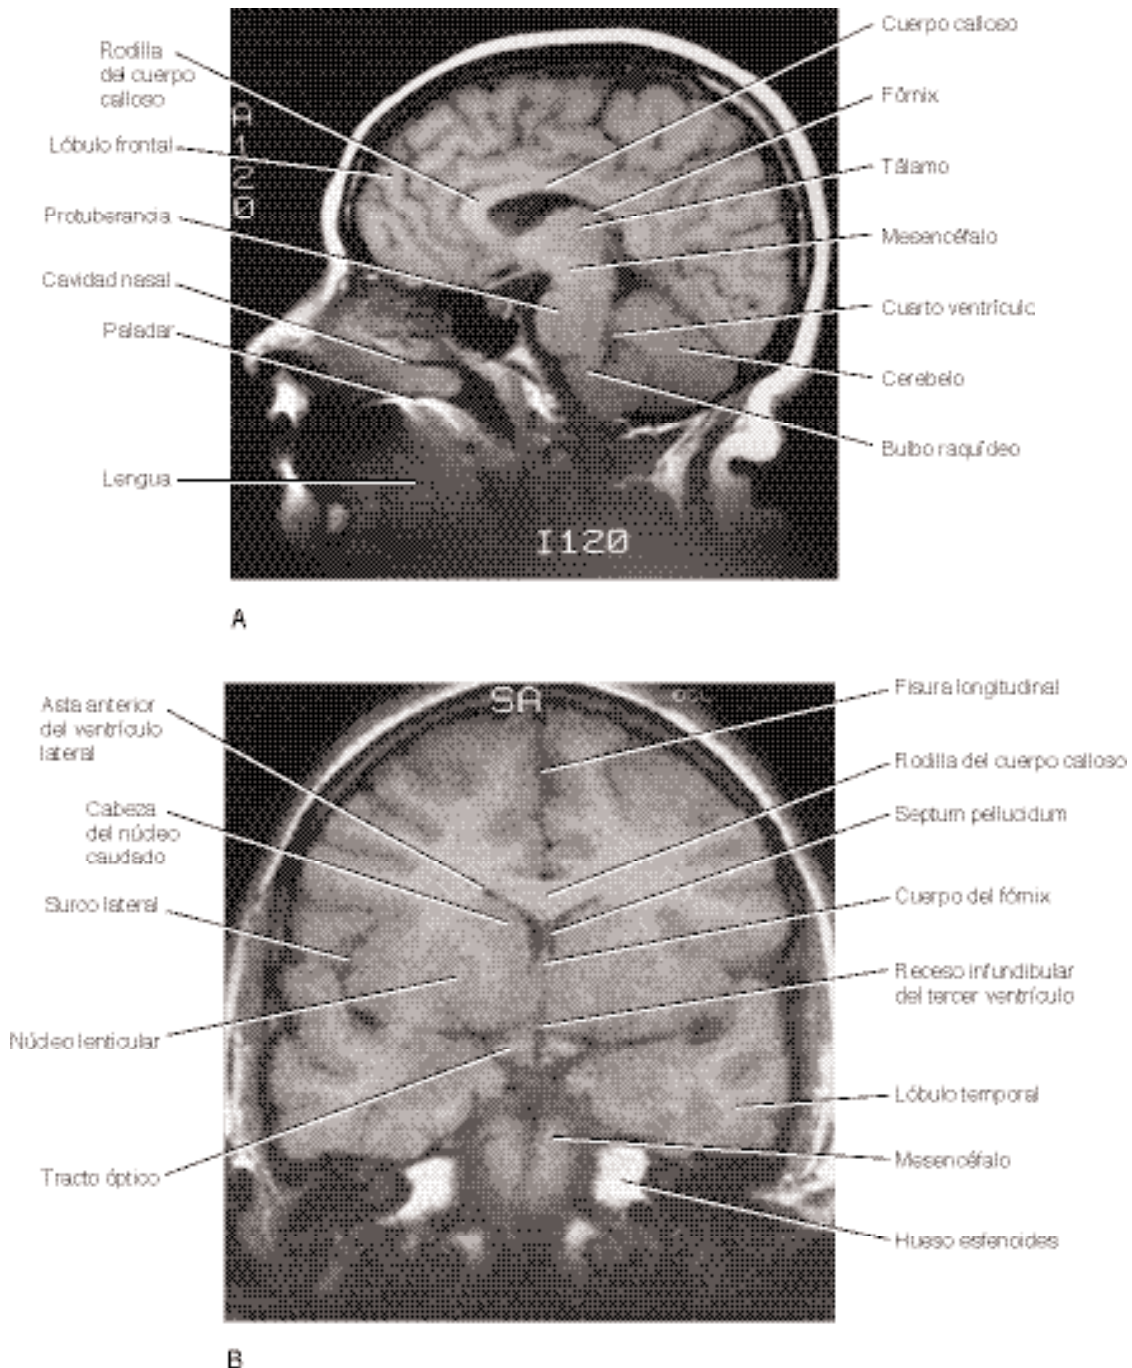 Rodilla
del cuerpo
calloso
Lóbulo frontal
Protuberancia
Cavidad nasal
Paladar
Lengua
Cuerpo calloso
Fórnix
Tálamo
Mesencéfalo
Cuarto ventrículo
Cerebelo
Bulbo raquídeo
A
120
I120
A
Asta anterior
del ventrículo
lateral
Cabeza
del núcleo
caudado
Surco lateral
Núcleo lenticular
Tracto óptico
SA
Fisura longitudinal
Rodilla del cuerpo calloso
Septum pellucidum
Cuerpo del fórnix
Receso infundibular
del tercer ventrículo
Lóbulo temporal
Mesencéfalo
Hueso esfenoides
B